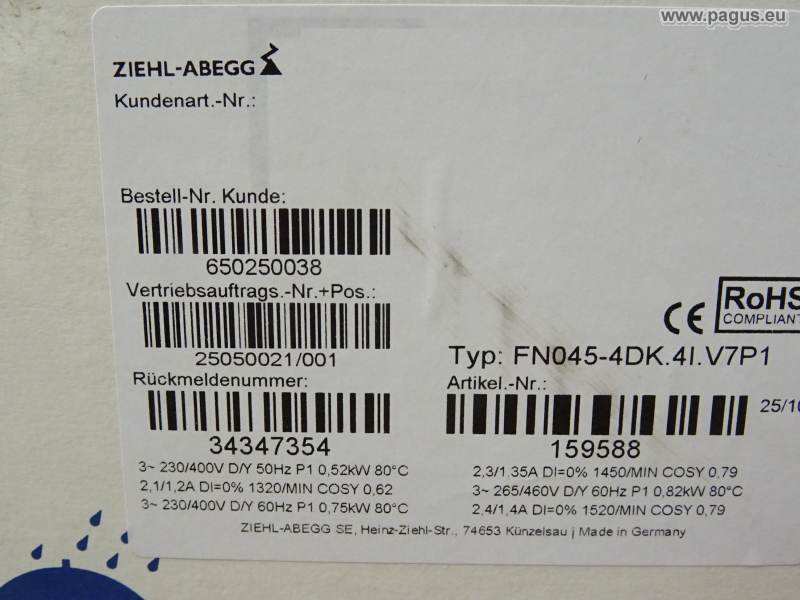 www.pagus.eu
ZIEHL-ABEGG
Kundenart.-Nr.:
Bestell-Nr. Kunde:
650250038
Vertriebsauftrags.-Nr.+Pos.:
25050021/001
Rückmeldenummer:
34347354
3~ 230/400V D/Y 50Hz P1 0,52kW 80°C
2,1/1,2A DI=0% 1320/MIN COSY 0,62
3~ 230/400V D/Y 60Hz P1 0,75kW 80°C
CE
RoHS
COMPLIANT
Typ: FN045-4DK.4I.V7P1
Artikel.-Nr.:
25/10
159588
2,3/1,35A DI=0% 1450/MIN COSY 0,79
3~ 265/460V D/Y 60Hz P1 0,82kW 80°C
2,4/1,4A DI=0% 1520/MIN COSY 0,79
ZIEHL-ABEGG SE, Heinz-Ziehl-Str., 74653 Künzelsau | Made in Germany